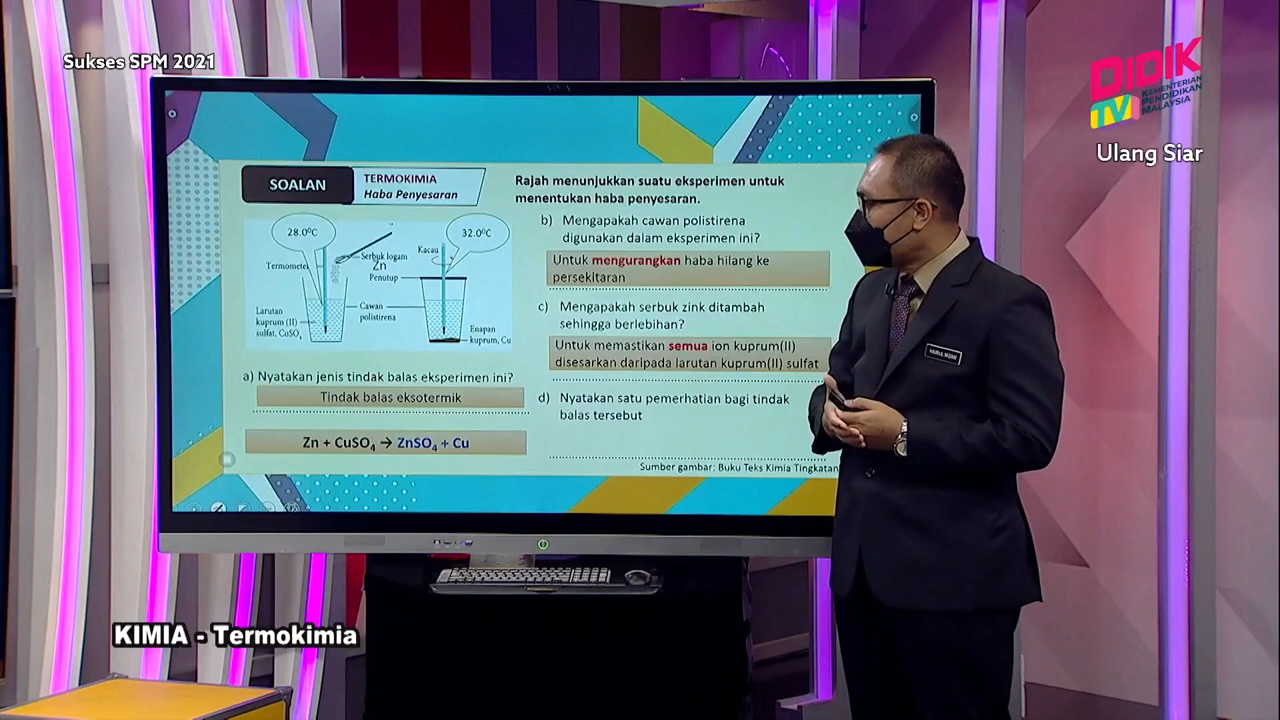 Sukses SPM 2021
DIDIK
TV
KEMENTERIAN
PENDIDIKAN
MALAYSIA
Ulang Siar
SOALAN
TERMOKIMIA
Haba Penyesaran
28.0⁰C
32.0⁰C
Serbuk logam
Zn
Kacau
Termometer
Penutup
Larutan
kuprum (II)
sulfat, CuSO₄
Cawan
polistirena
Enapan
kuprum, Cu
a) Nyatakan jenis tindak balas eksperimen ini?
Tindak balas eksotermik
Zn + CuSO₄ → ZnSO₄ + Cu
Rajah menunjukkan suatu eksperimen untuk
menentukan haba penyesaran.
b) Mengapakah cawan polistirena
digunakan dalam eksperimen ini?
Untuk mengurangkan haba hilang ke
persekitaran
c) Mengapakah serbuk zink ditambah
sehingga berlebihan?
Untuk memastikan semua ion kuprum(II)
disesarkan daripada larutan kuprum(II) sulfat
d) Nyatakan satu pemerhatian bagi tindak
balas tersebut
Sumber gambar: Buku Teks Kimia Tingkatan
KIMIA - Termokimia